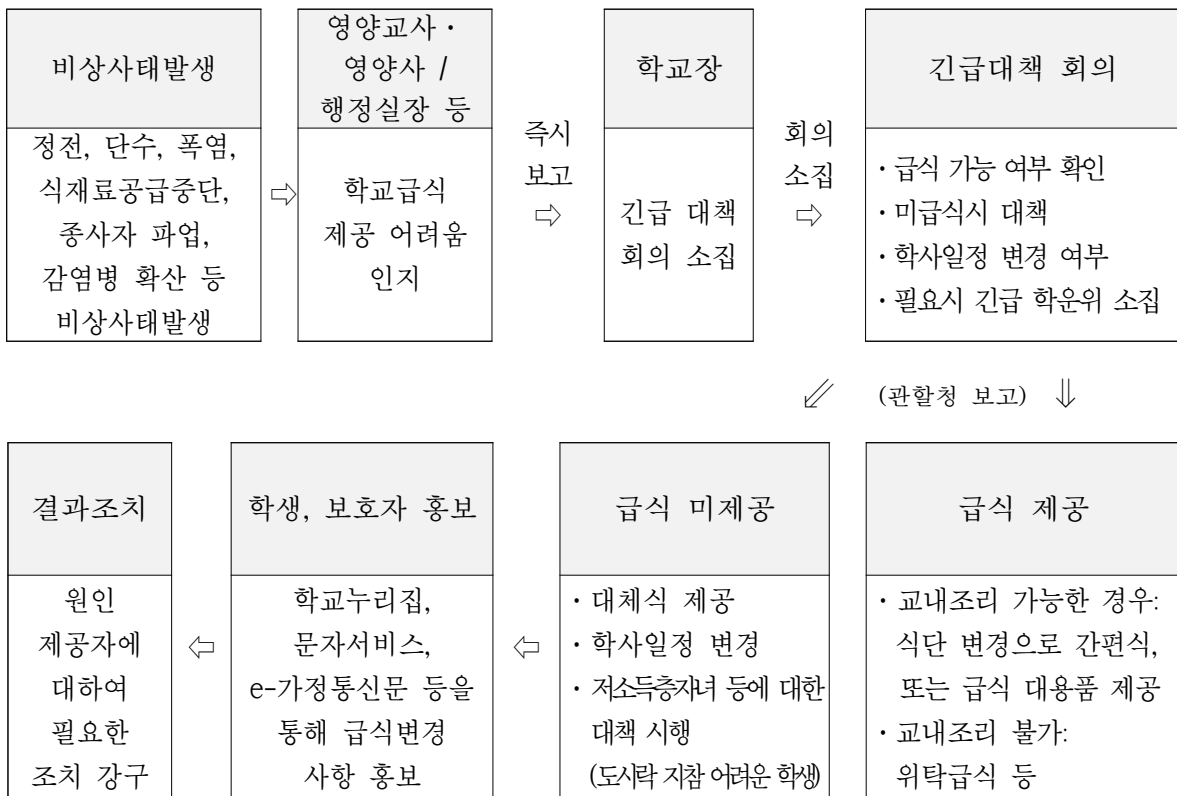 비상사태발생
정전, 단수, 폭염,
식재료공급중단,
종사자 파업,
감염병 확산 등
비상사태발생
⇨
영양교사·
영양사 /
행정실장 등
학교급식
제공 어려움
인지
즉시
보고
⇨
학교장
긴급 대책
회의 소집
회의
소집
⇨
긴급대책 회의
·급식 가능 여부 확인
·미급식시 대책
·학사일정 변경 여부
·필요시 긴급 학운위 소집
⇙ (관할청 보고) ⇓
급식 제공
·교내조리 가능한 경우:
식단 변경으로 간편식,
또는 급식 대용품 제공
·교내조리 불가:
위탁급식 등
급식 미제공
·대체식 제공
·학사일정 변경
·저소득층자녀 등에 대한
대책 시행
(도시락 지참 어려운 학생)
⇦
학생, 보호자 홍보
학교누리집,
문자서비스,
e-가정통신문 등을
통해 급식변경
사항 홍보
⇦
결과조치
원인
제공자에
대하여
필요한
조치 강구